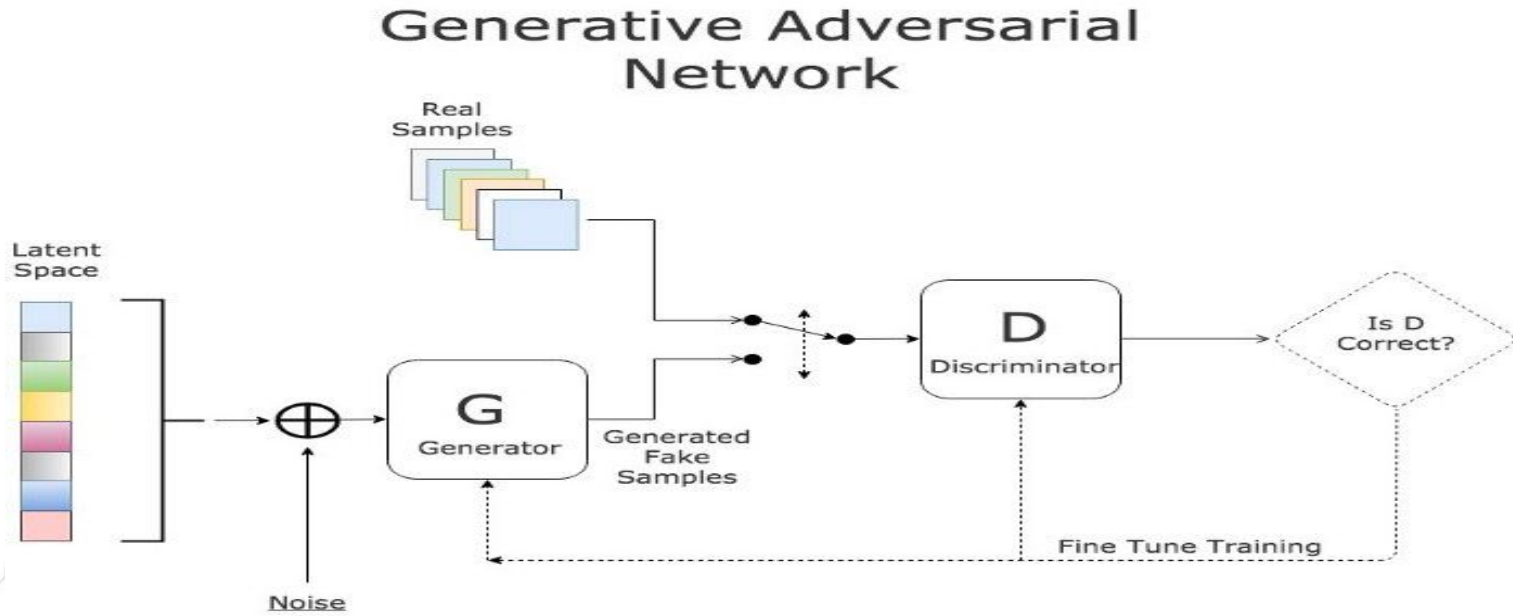 Generative Adversarial
Network
Real
Samples
Latent
Space
D
Discriminator
Is D
Correct?
G
Generator
Generated
Fake
Samples
Fine Tune Training
Noise